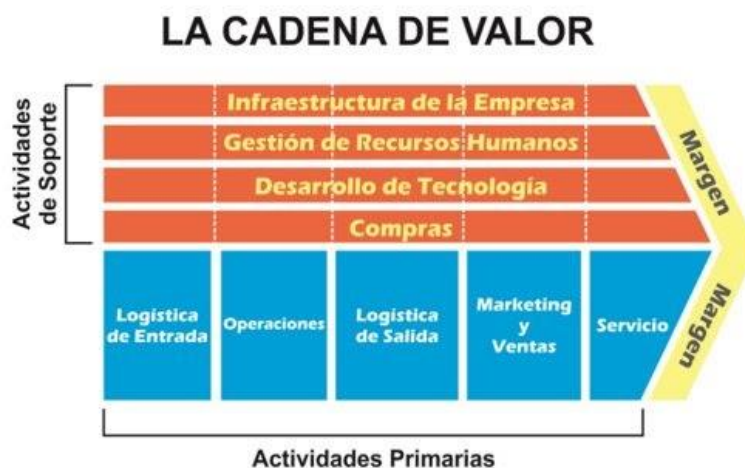 LA CADENA DE VALOR
Actividades
de Soporte
Infraestructura de la Empresa
Gestión de Recursos Humanos
Desarrollo de Tecnología
Compras
Margen
Logística
de Entrada
Operaciones
Logística
de Salida
Marketing
y
Ventas
Servicio
Margen
Actividades Primarias